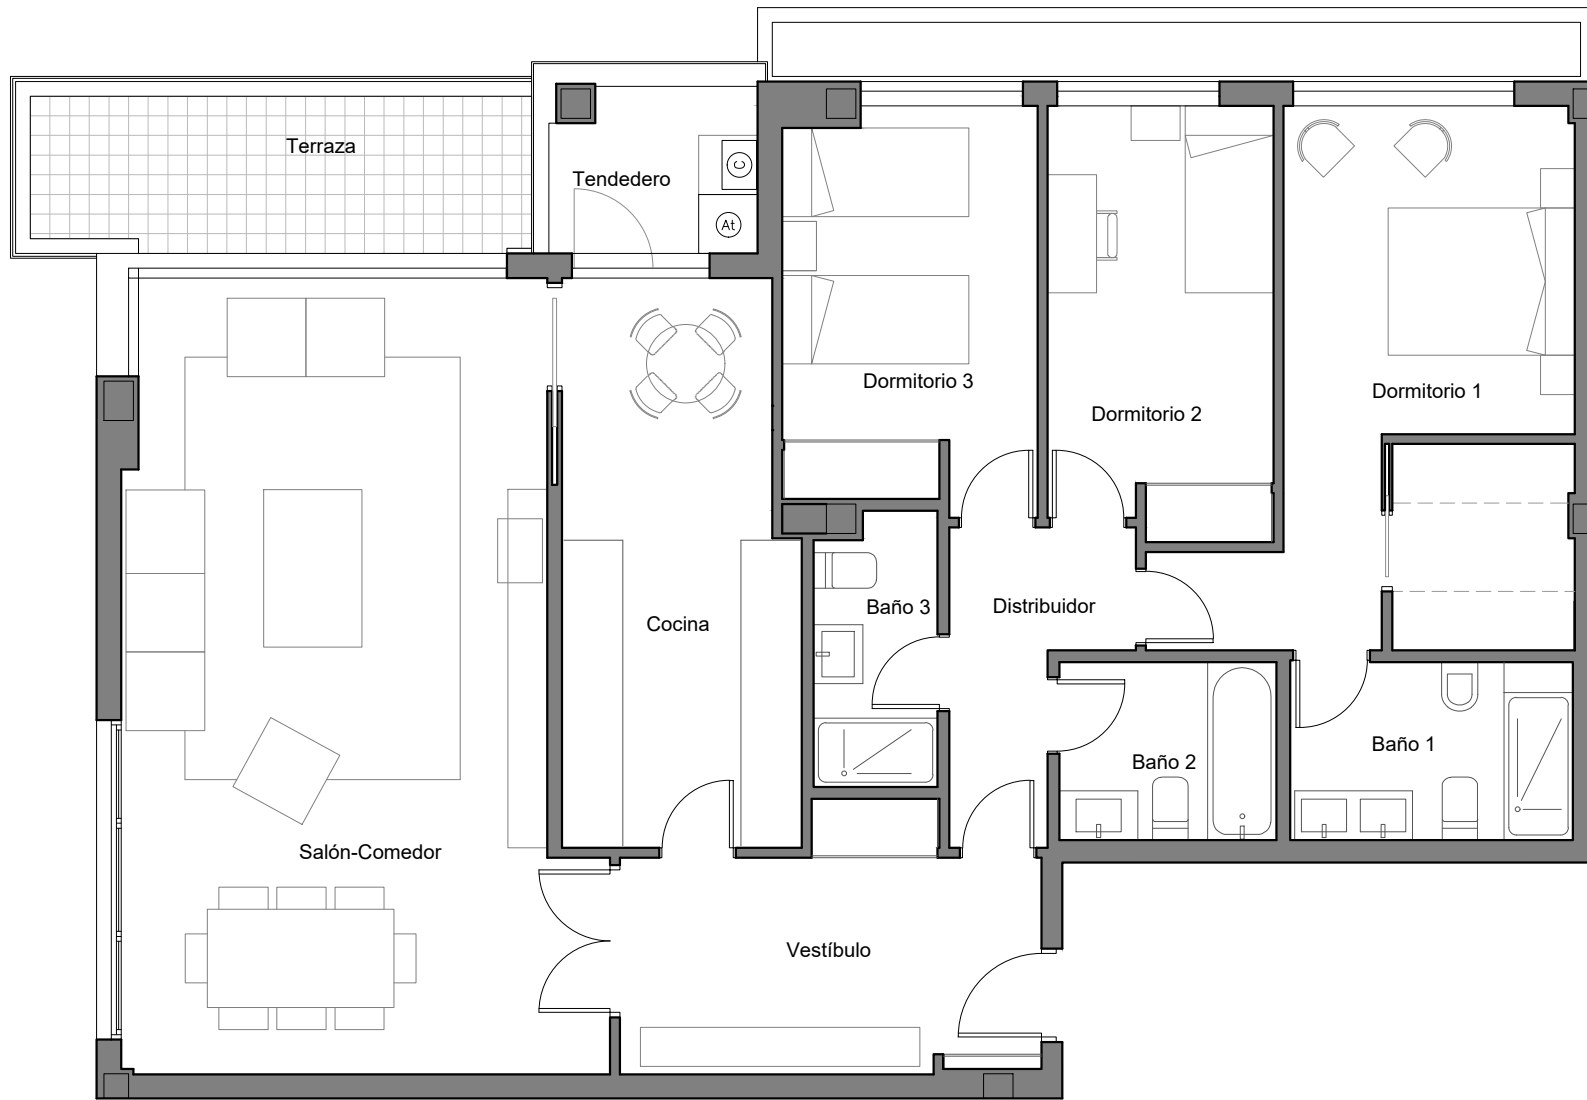 Terraza
Tendedero
C
At
Dormitorio 3
Dormitorio 2
Dormitorio 1
Cocina
Baño 3
Distribuidor
Baño 2
Baño 1
Salón-Comedor
Vestíbulo